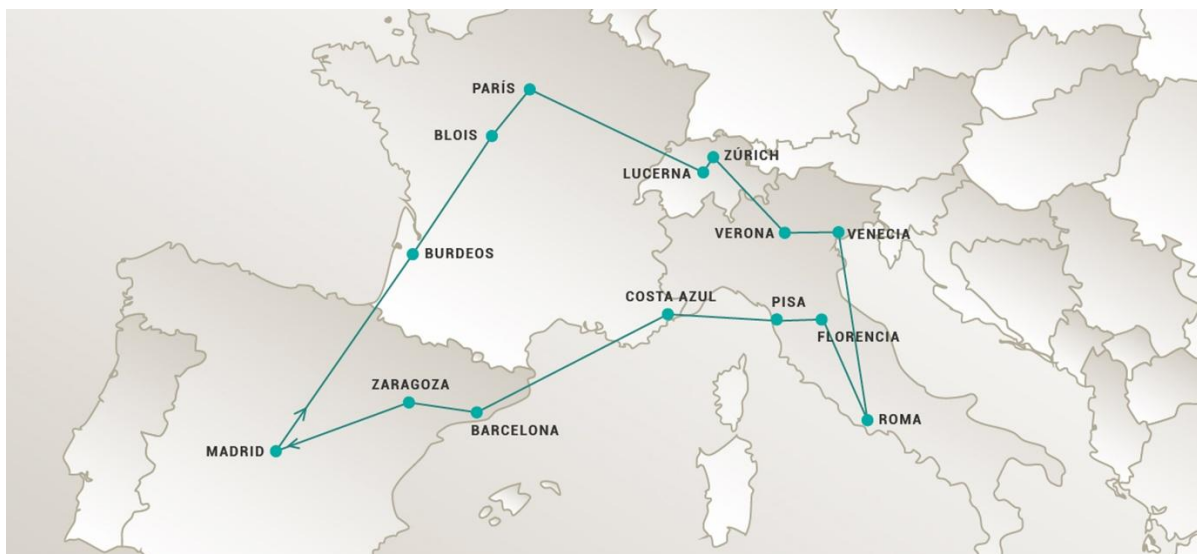 PARÍS
BLOIS
ZÚRICH
LUCERNA
VERONA
VENECIA
BURDEOS
COSTA AZUL
PISA
FLORENCIA
ZARAGOZA
BARCELONA
ROMA
MADRID